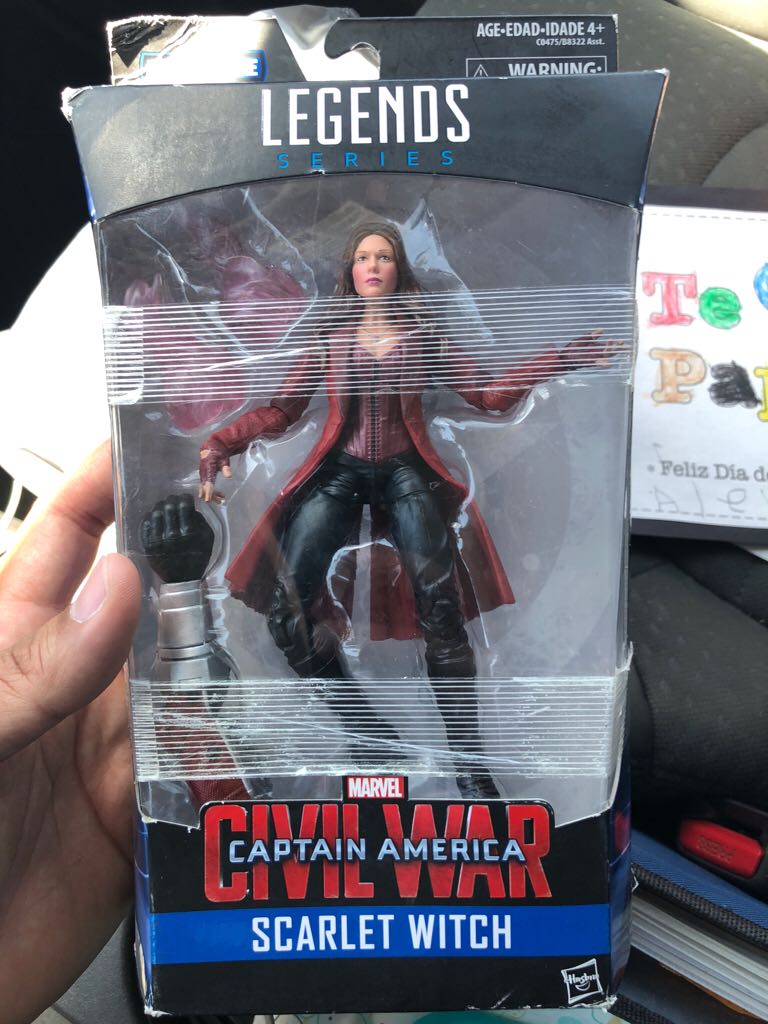 AGE•EDAD•IDADE 4+
C0475/B8322 Asst.
WARNING:
LEGENDS
SERIES
Te
Pa
• Feliz Día de
MARVEL
CIVIL WAR
CAPTAIN AMERICA
SCARLET WITCH
Hasbro
PRESS